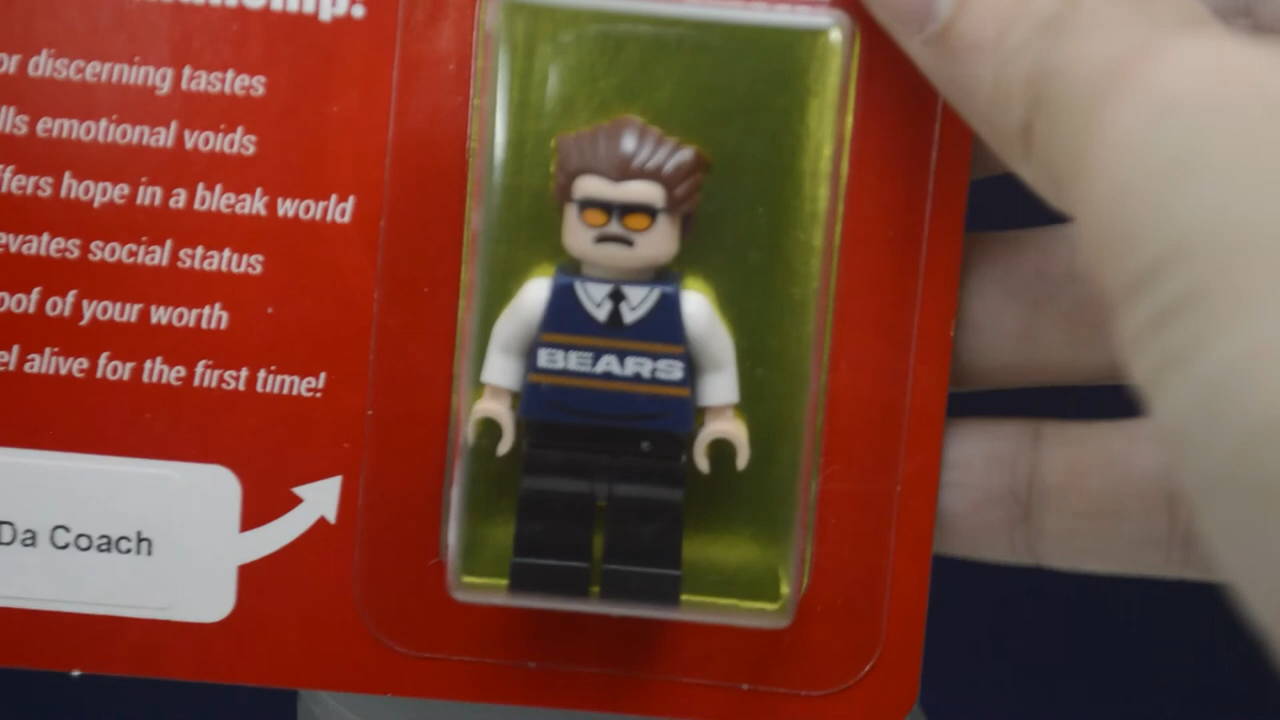 or discerning tastes
lls emotional voids
ffers hope in a bleak world
evates social status
oof of your worth
el alive for the first time!
BEARS
Da Coach